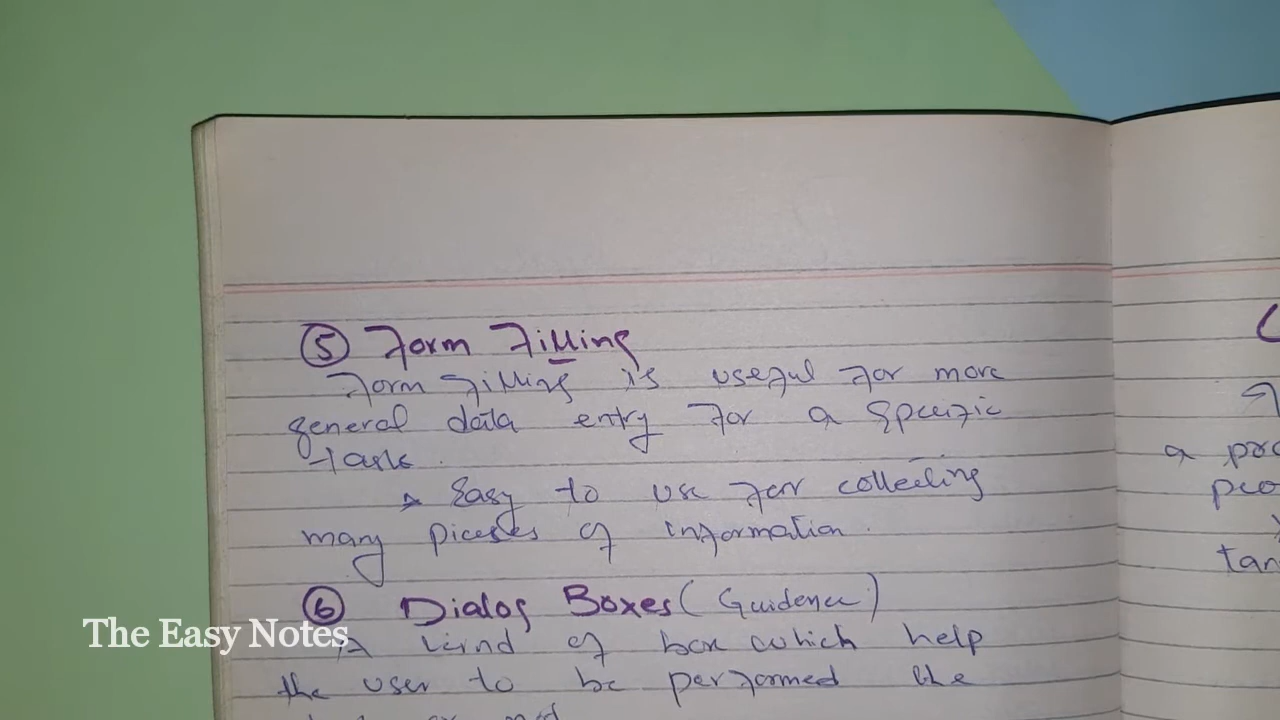 ⑤ Form Filling
Form Filling is useful for more
general data entry for a specific
task.
* Easy to use for collecting
many piceses of information.
⑥ Dialog Boxes (Guidence)
A kind of box which help
the user to be performed the
The Easy Notes
a